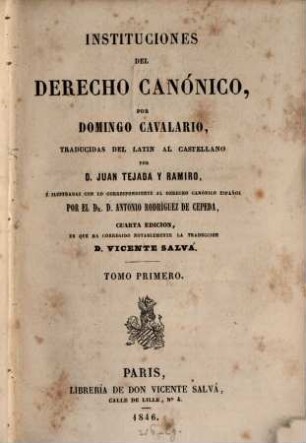 INSTITUCIONES
DEL
DERECHO CANÓNICO,
POR
DOMINGO CAVALARIO,
TRADUCIDAS DEL LATIN AL CASTELLANO
POR
D. JUAN TEJADA Y RAMIRO,
É ILUSTRADAS CON LO CORRESPONDIENTE AL DERECHO CANÓNICO ESPAÑOL
POR EL DR. D. ANTONIO RODRÍGUEZ DE CEPEDA,
CUARTA EDICION,
EN QUE HA CORREGIDO NOTABLEMENTE LA TRADUCCION
D. VICENTE SALVÁ.
TOMO PRIMERO.
PARIS,
LIBRERÍA DE DON VICENTE SALVÁ,
CALLE DE LILLE, Nº 4.
1846.